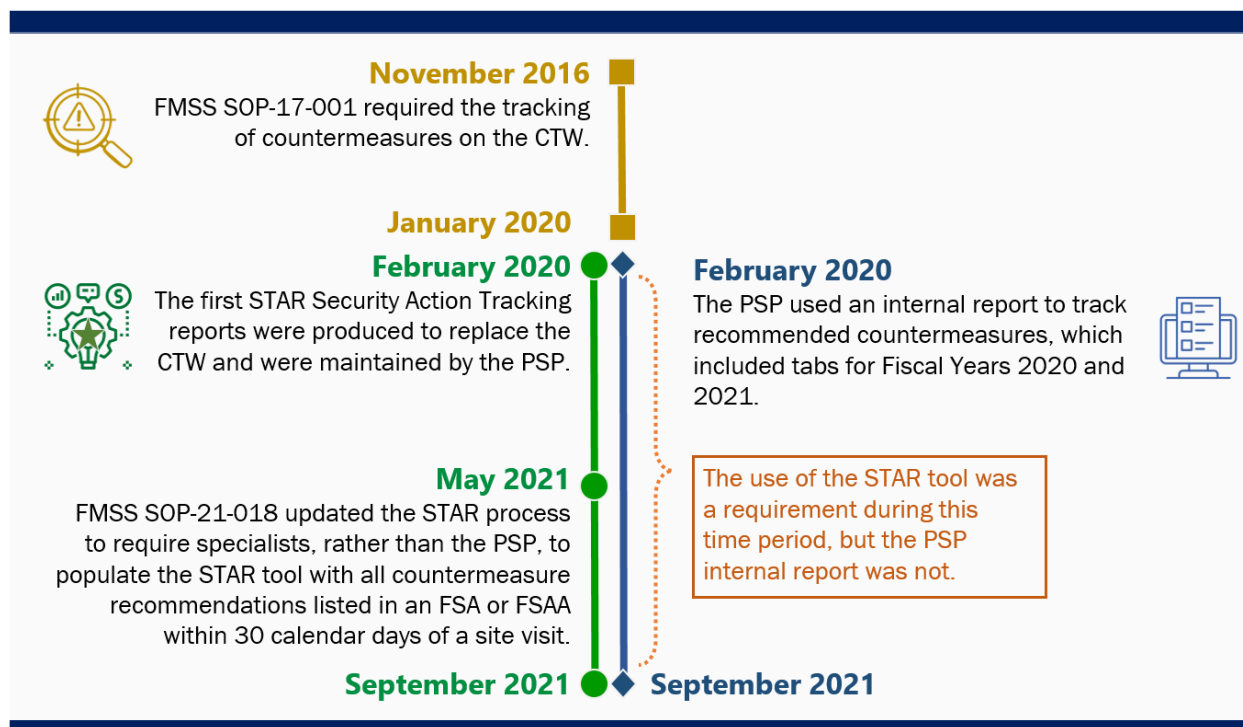 November 2016
FMSS SOP-17-001 required the tracking
of countermeasures on the CTW.
January 2020
February 2020
The first STAR Security Action Tracking
reports were produced to replace the
CTW and were maintained by the PSP.
February 2020
The PSP used an internal report to track
recommended countermeasures, which
included tabs for Fiscal Years 2020 and
2021.
May 2021
FMSS SOP-21-018 updated the STAR process
to require specialists, rather than the PSP, to
populate the STAR tool with all countermeasure
recommendations listed in an FSA or FSAA
within 30 calendar days of a site visit.
The use of the STAR tool was
a requirement during this
time period, but the PSP
internal report was not.
September 2021
September 2021